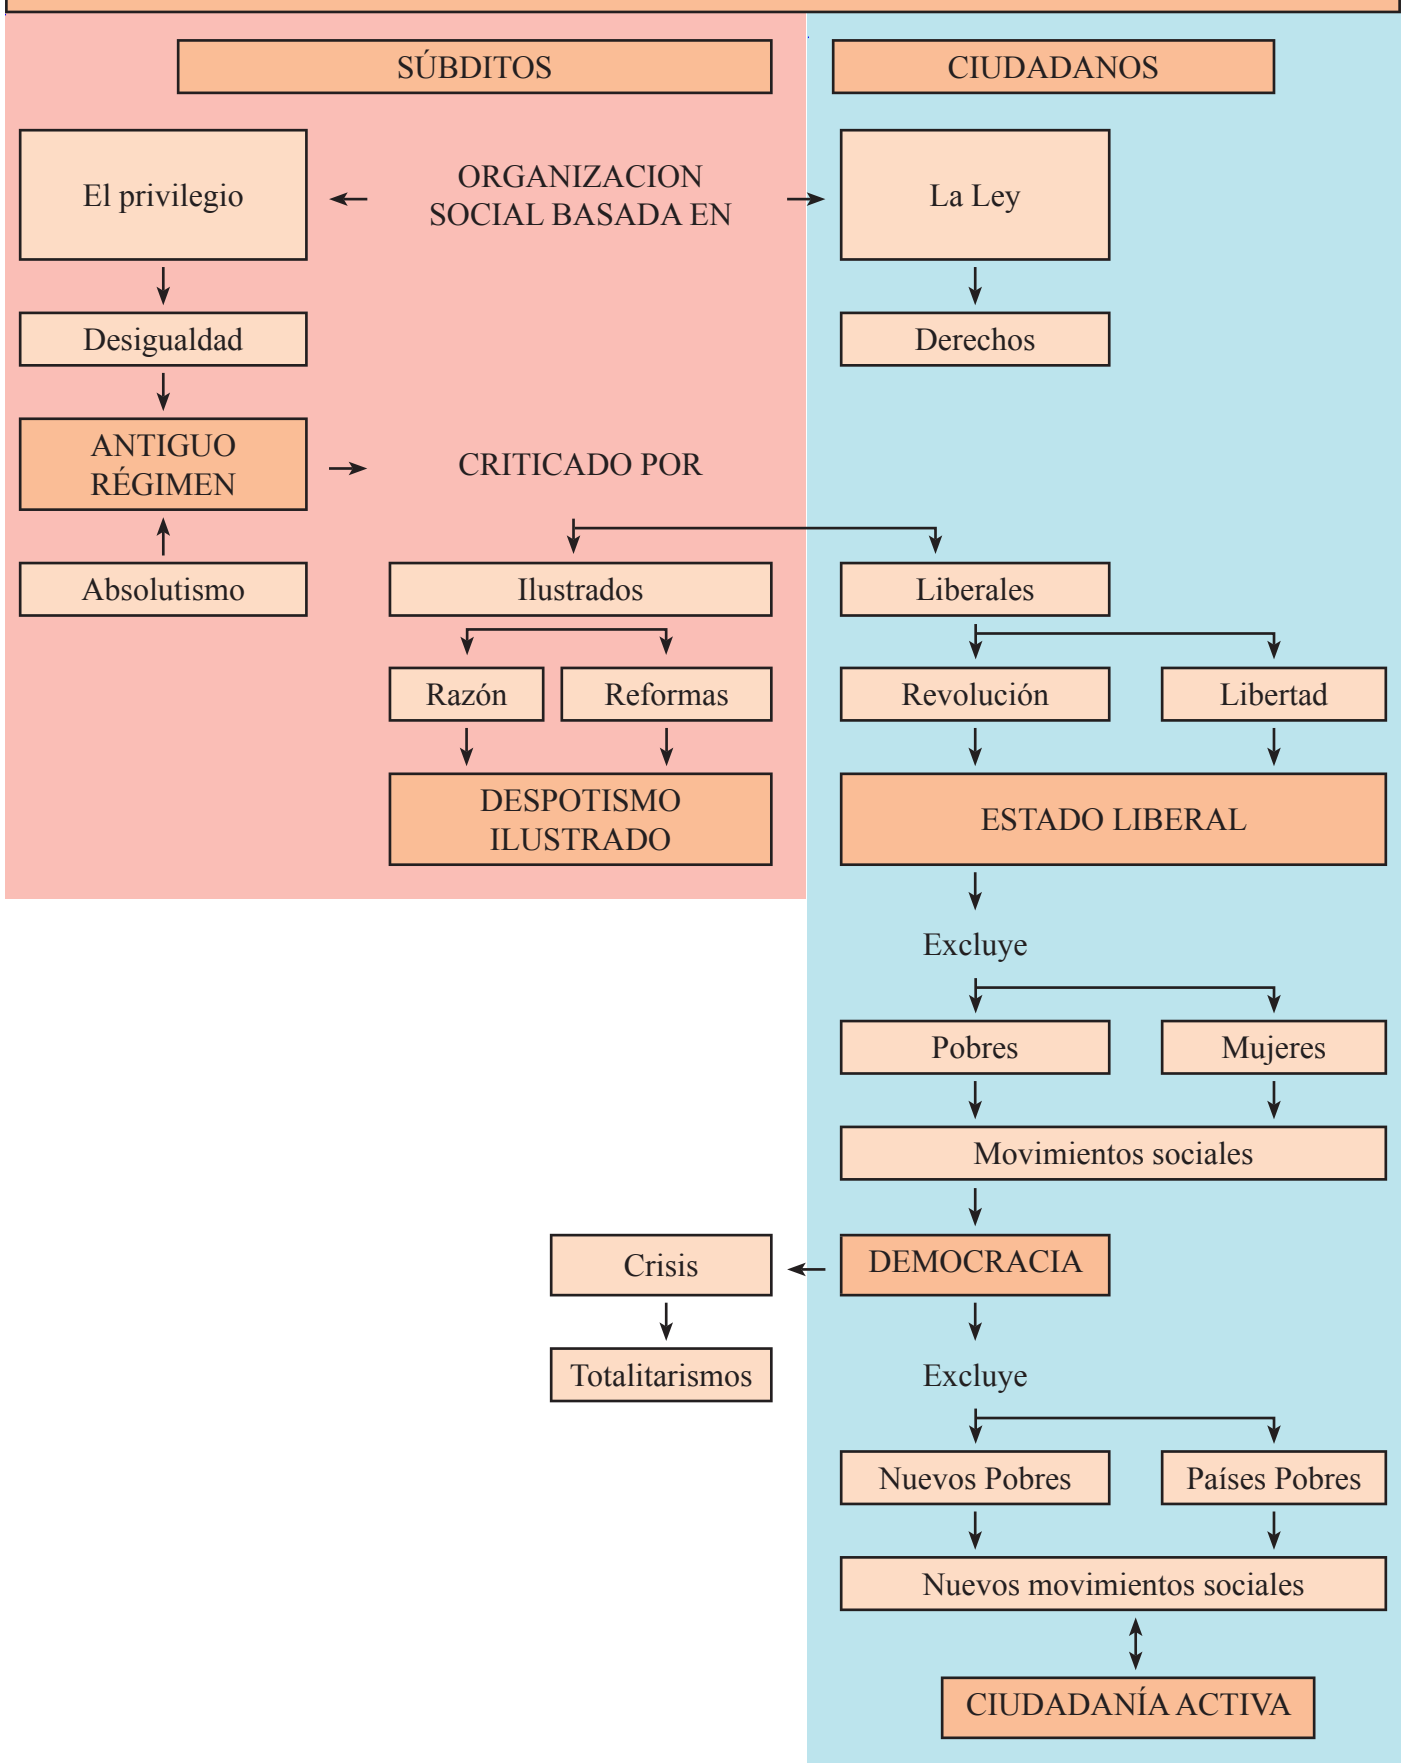 SÚBDITOS
CIUDADANOS
El privilegio
ORGANIZACION
SOCIAL BASADA EN
La Ley
Desigualdad
Derechos
ANTIGUO
RÉGIMEN
CRITICADO POR
Absolutismo
Ilustrados
Liberales
Razón
Reformas
Revolución
Libertad
DESPOTISMO
ILUSTRADO
ESTADO LIBERAL
Excluye
Pobres
Mujeres
Movimientos sociales
Crisis
DEMOCRACIA
Totalitarismos
Excluye
Nuevos Pobres
Países Pobres
Nuevos movimientos sociales
CIUDADANÍA ACTIVA